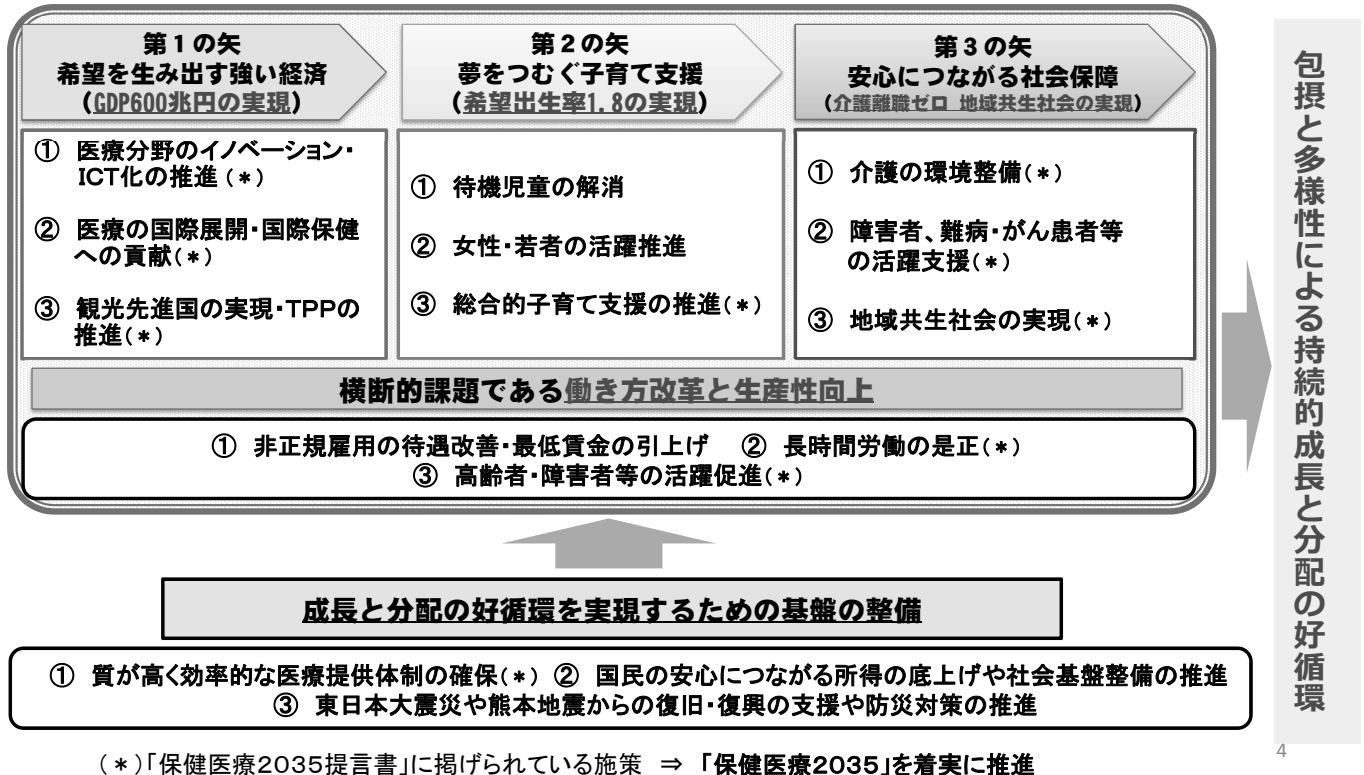 第1の矢
希望を生み出す強い経済
(GDP600兆円の実現)
① 医療分野のイノベーション・
ICT化の推進(*)
② 医療の国際展開・国際保健
への貢献(*)
③ 観光先進国の実現・TPPの
推進(*)
第2の矢
夢をつむぐ子育て支援
(希望出生率1.8の実現)
① 待機児童の解消
② 女性・若者の活躍推進
③ 総合的子育て支援の推進(*)
第3の矢
安心につながる社会保障
(介護離職ゼロ 地域共生社会の実現)
① 介護の環境整備(*)
② 障害者、難病・がん患者等
の活躍支援(*)
③ 地域共生社会の実現(*)
横断的課題である働き方改革と生産性向上
① 非正規雇用の待遇改善・最低賃金の引上げ ② 長時間労働の是正(*)
③ 高齢者・障害者等の活躍促進(*)
成長と分配の好循環を実現するための基盤の整備
① 質が高く効率的な医療提供体制の確保(*) ② 国民の安心につながる所得の底上げや社会基盤整備の推進
③ 東日本大震災や熊本地震からの復旧・復興の支援や防災対策の推進
(*)「保健医療2035提言書」に掲げられている施策 ⇒ 「保健医療2035」を着実に推進
包摂と多様性による持続的成長と分配の好循環
4